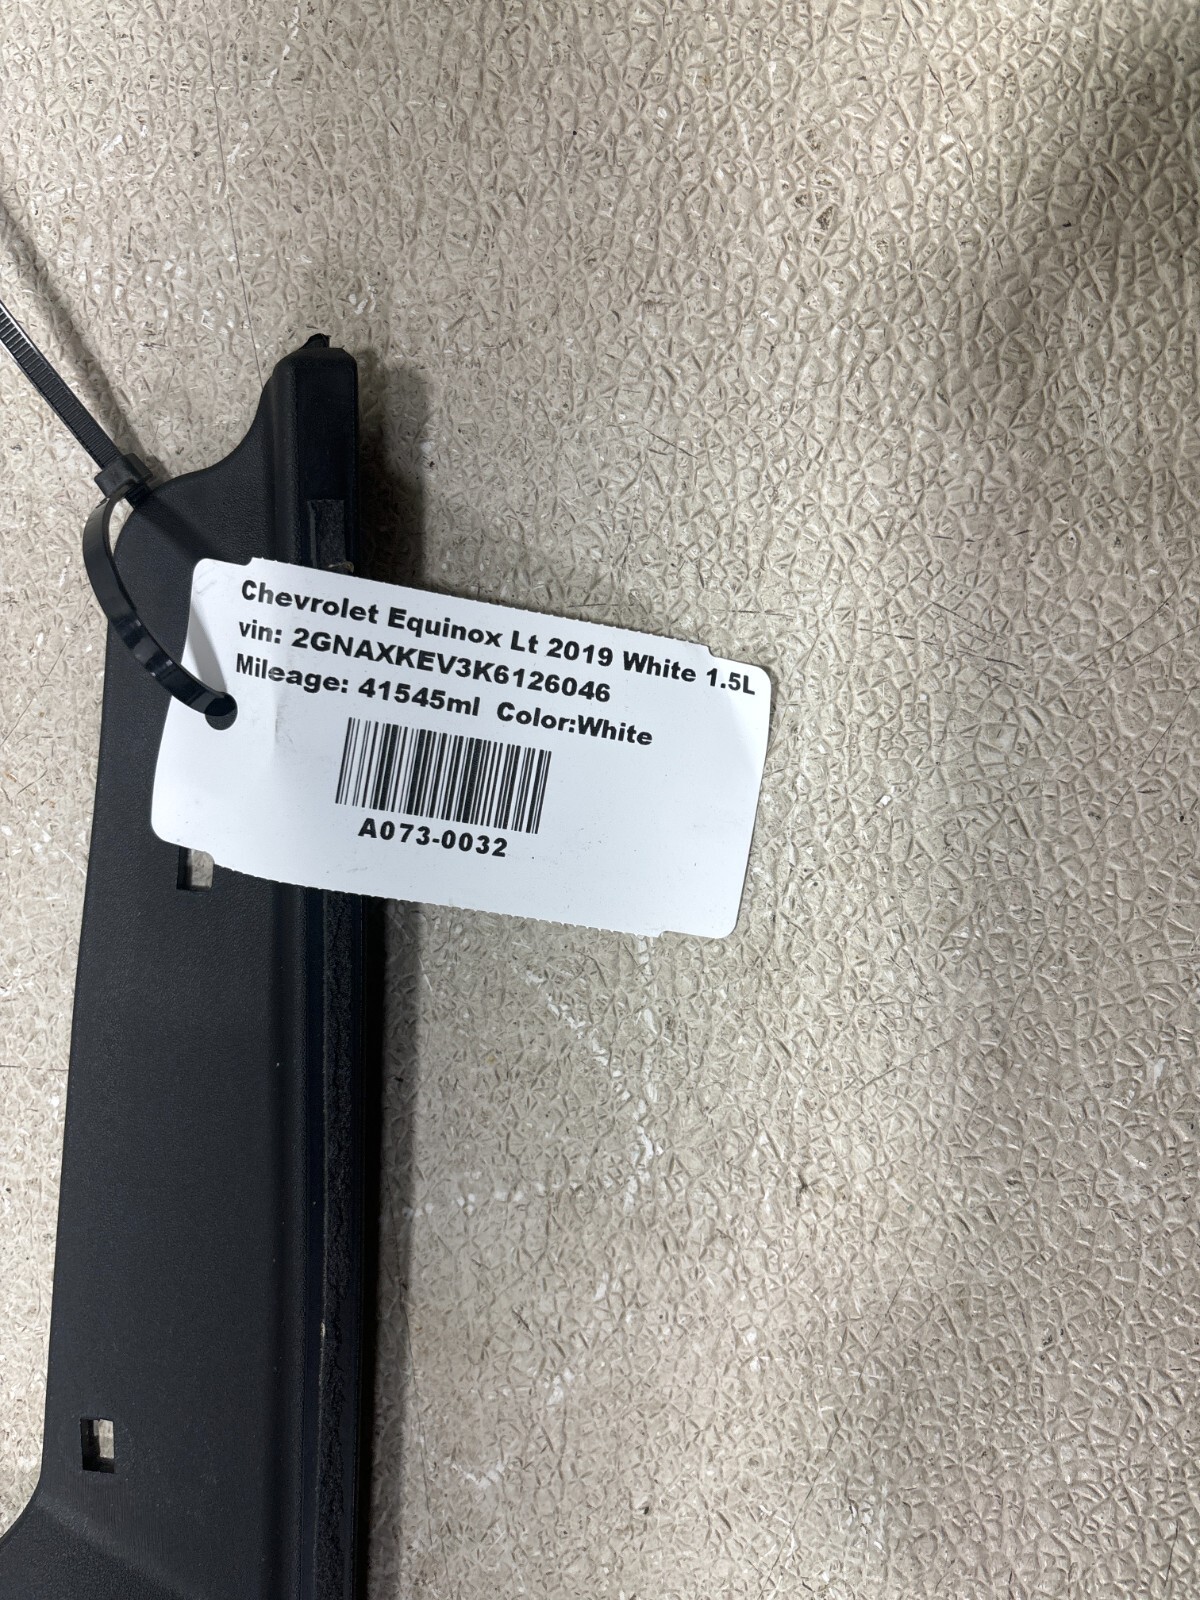 Chevrolet Equinox Lt 2019 White 1.5L
vin: 2GNAXKEV3K6126046
Mileage: 41545ml Color:White
A073-0032